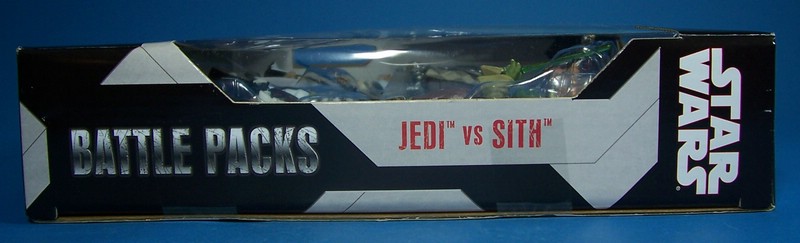 BATTLE PACKS
JEDI™ vs SITH™
STAR
WARS®